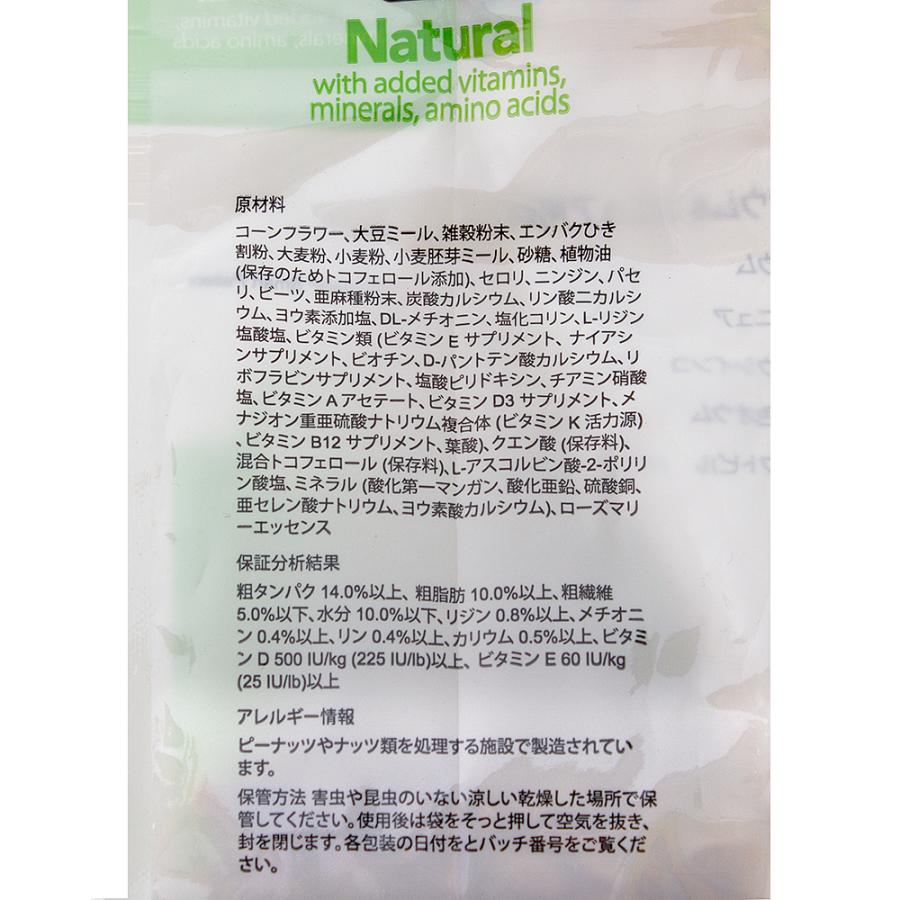 Natural
with added vitamins,
minerals, amino acids
原材料
コーンフラワー、大豆ミール、雑穀粉末、エンバクひき
割粉、大麦粉、小麦粉、小麦胚芽ミール、砂糖、植物油
(保存のためトコフェロール添加)、セロリ、ニンジン、パセ
リ、ビーツ、亜麻種粉末、炭酸カルシウム、リン酸二カルシ
ウム、ヨウ素添加塩、DL-メチオニン、塩化コリン、L-リジン
塩酸塩、ビタミン類 (ビタミン E サプリメント、 ナイアシ
ンサプリメント、ビオチン、D-パントテン酸カルシウム、リ
ボフラビンサプリメント、塩酸ピリドキシン、チアミン硝酸
塩、ビタミン A アセテート、ビタミン D3 サプリメント、メ
ナジオン重亜硫酸ナトリウム複合体 (ビタミン K 活力源)
、ビタミン B12 サプリメント、葉酸)、クエン酸 (保存料)、
混合トコフェロール (保存料)、L-アスコルビン酸-2-ポリリ
ン酸塩、ミネラル (酸化第一マンガン、酸化亜鉛、硫酸銅、
亜セレン酸ナトリウム、ヨウ素酸カルシウム)、ローズマリ
ーエッセンス
保証分析結果
粗タンパク 14.0%以上、 粗脂肪 10.0%以上、粗繊維
5.0%以下、水分 10.0%以下、リジン 0.8%以上、メチオニ
ン 0.4%以上、リン 0.4%以上、カリウム 0.5%以上、ビタミ
ン D 500 IU/kg (225 IU/lb)以上、 ビタミン E 60 IU/kg
(25 IU/lb)以上
アレルギー情報
ピーナッツやナッツ類を処理する施設で製造されてい
ます。
保管方法 害虫や昆虫のいない涼しい乾燥した場所で保
管してください。使用後は袋をそっと押して空気を抜き、
封を閉じます。各包装の日付をとバッチ番号をご覧くだ
さい。